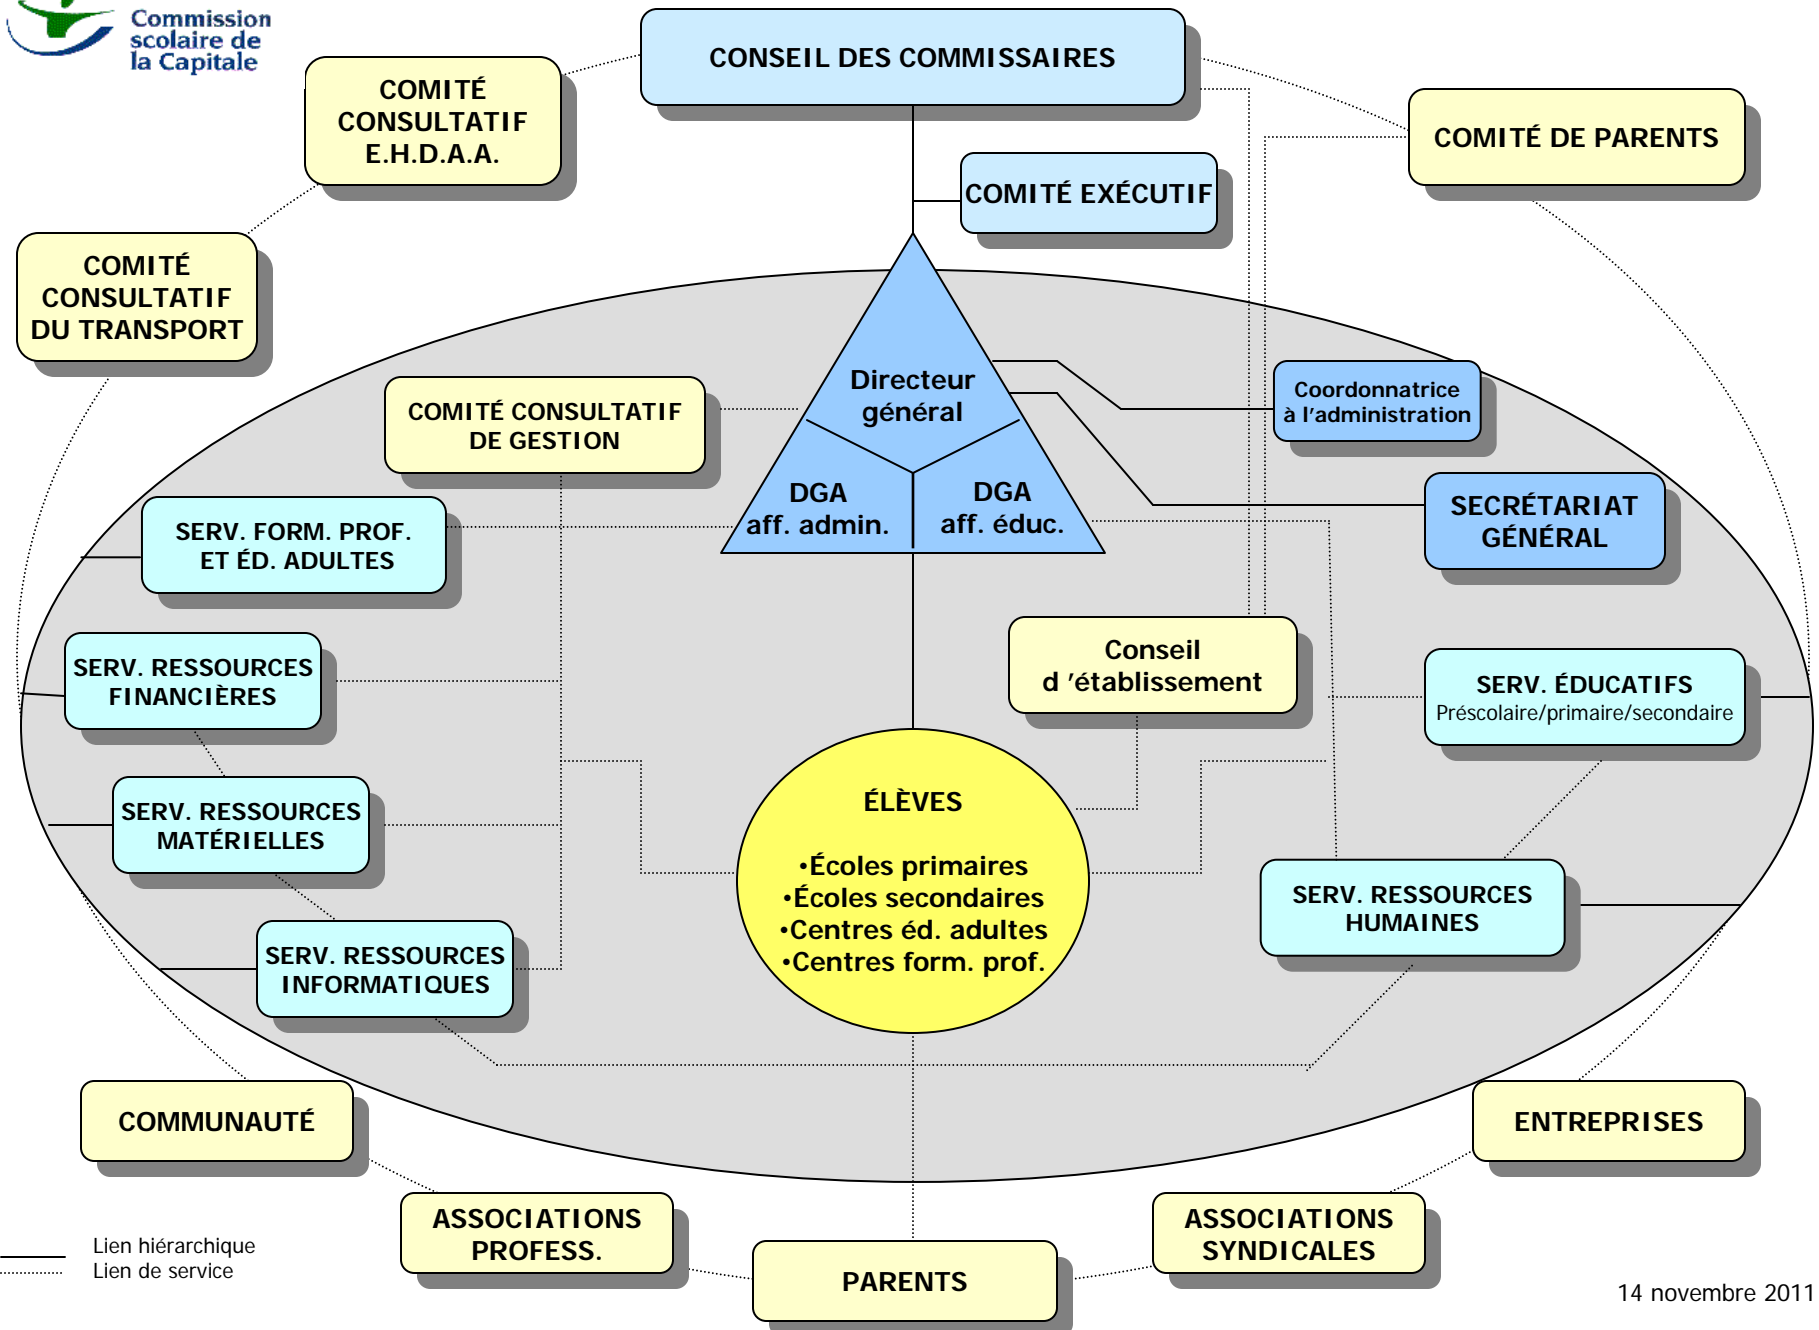 Commission
scolaire de
la Capitale
CONSEIL DES COMMISSAIRES
COMITÉ
CONSULTATIF
E.H.D.A.A.
COMITÉ DE PARENTS
COMITÉ EXÉCUTIF
COMITÉ
CONSULTATIF
DU TRANSPORT
Directeur
général
DGA
aff. admin.
DGA
aff. éduc.
COMITÉ CONSULTATIF
DE GESTION
Coordonnatrice
à l'administration
SECRÉTARIAT
GÉNÉRAL
SERV. FORM. PROF.
ET ÉD. ADULTES
SERV. RESSOURCES
FINANCIÈRES
Conseil
d ’établissement
SERV. ÉDUCATIFS
Préscolaire/primaire/secondaire
SERV. RESSOURCES
MATÉRIELLES
ÉLÈVES
•Écoles primaires
•Écoles secondaires
•Centres éd. adultes
•Centres form. prof.
SERV. RESSOURCES
HUMAINES
SERV. RESSOURCES
INFORMATIQUES
COMMUNAUTÉ
ENTREPRISES
ASSOCIATIONS
PROFESS.
ASSOCIATIONS
SYNDICALES
PARENTS
Lien hiérarchique
Lien de service
14 novembre 2011